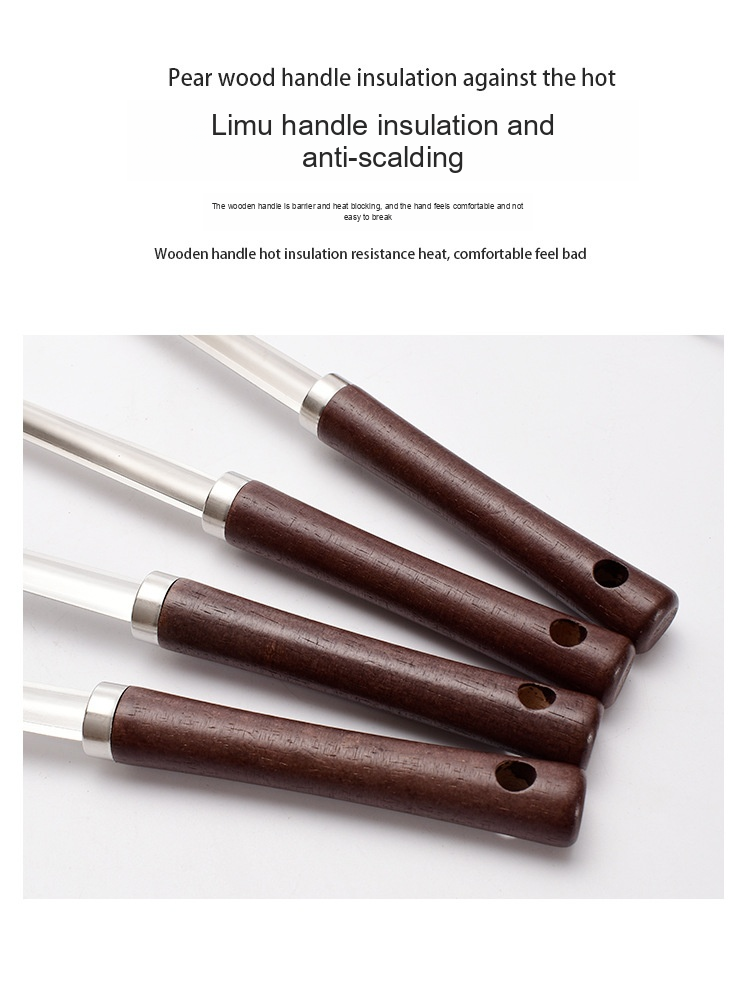 Pear wood handle insulation against the hot
Limu handle insulation and
anti-scalding
The wooden handle is barrier and heat blocking, and the hand feels comfortable and not
easy to break
Wooden handle hot insulation resistance heat, comfortable feel bad